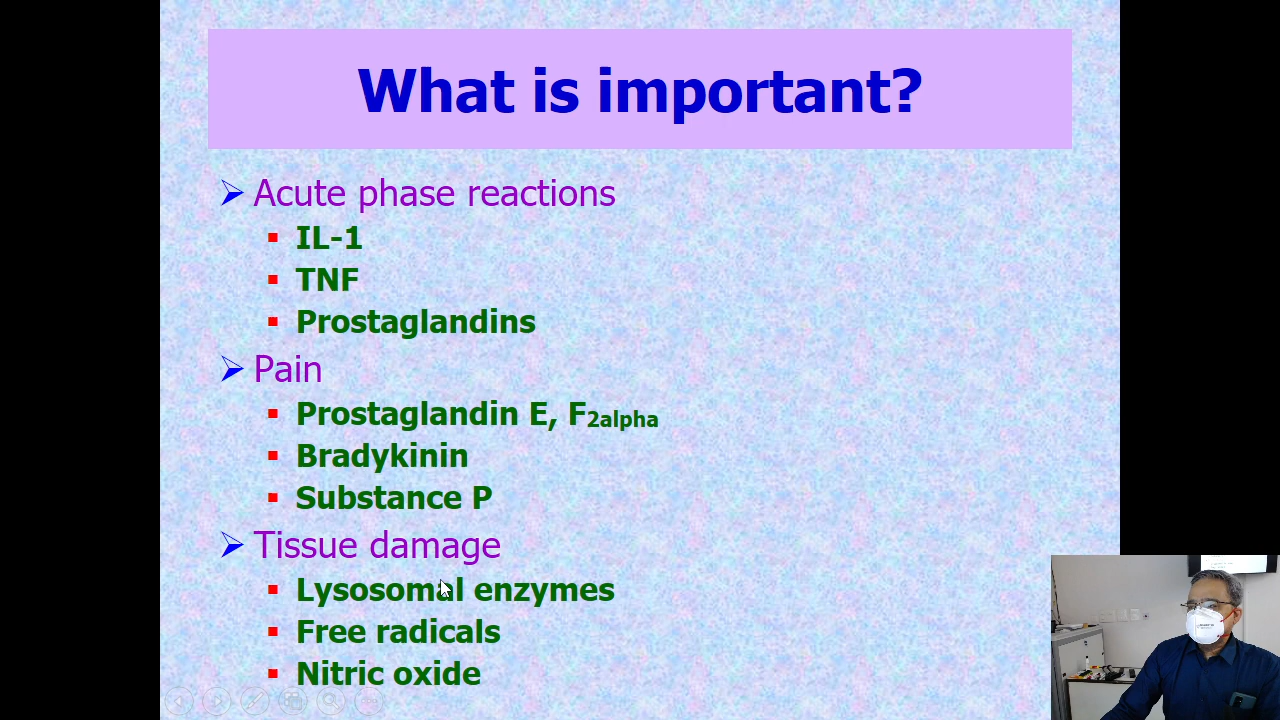 What is important?
Acute phase reactions
IL-1
TNF
Prostaglandins
Pain
Prostaglandin E, F2alpha
Bradykinin
Substance P
Tissue damage
Lysosomal enzymes
Free radicals
Nitric oxide